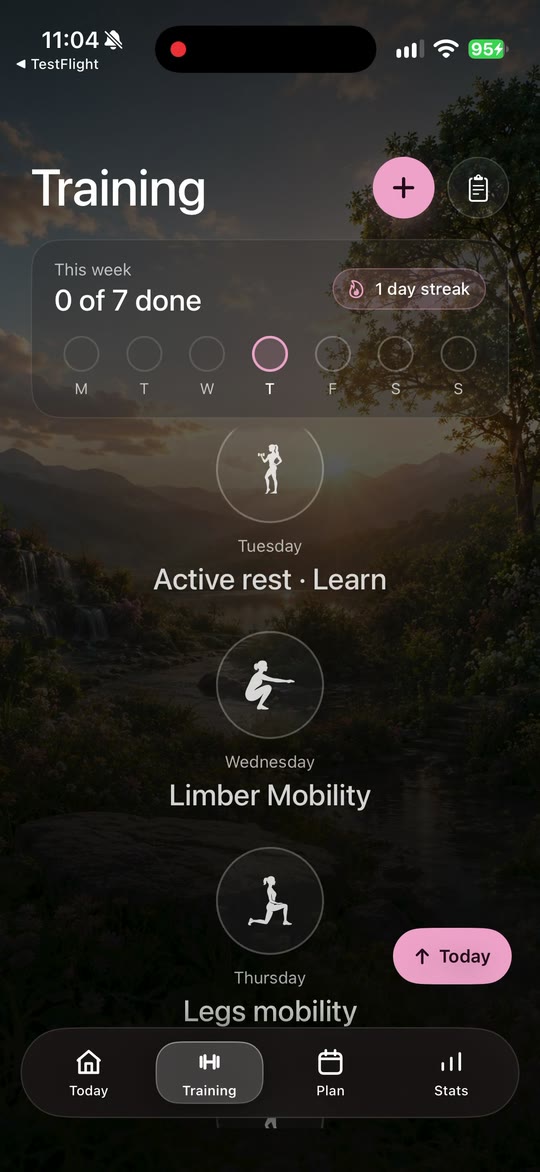 11:04
TestFlight
95
Training
This week
0 of 7 done
1 day streak
M T W T F S S
Tuesday
Active rest · Learn
Wednesday
Limber Mobility
Thursday
Legs mobility
Today
Today
Training
Plan
Stats